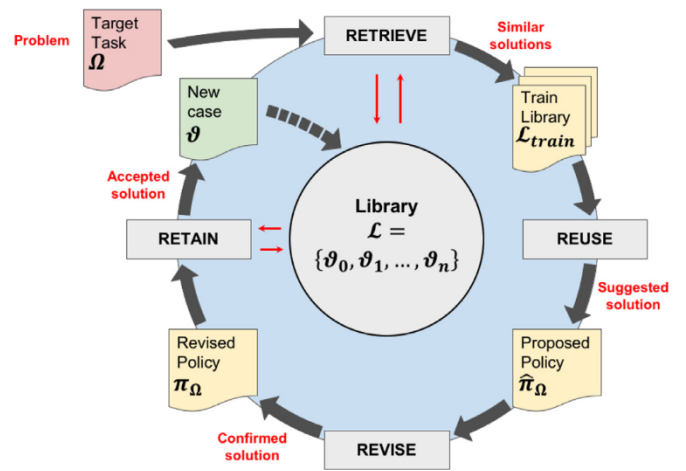 Problem
Target
Task
Ω
RETRIEVE
Similar
solutions
New
case
ϑ
Train
Library
ℒtrain
Accepted
solution
Library
ℒ =
{ϑ0, ϑ1, …, ϑn}
RETAIN
REUSE
Suggested
solution
Revised
Policy
πΩ
Proposed
Policy
π̂Ω
Confirmed
solution
REVISE